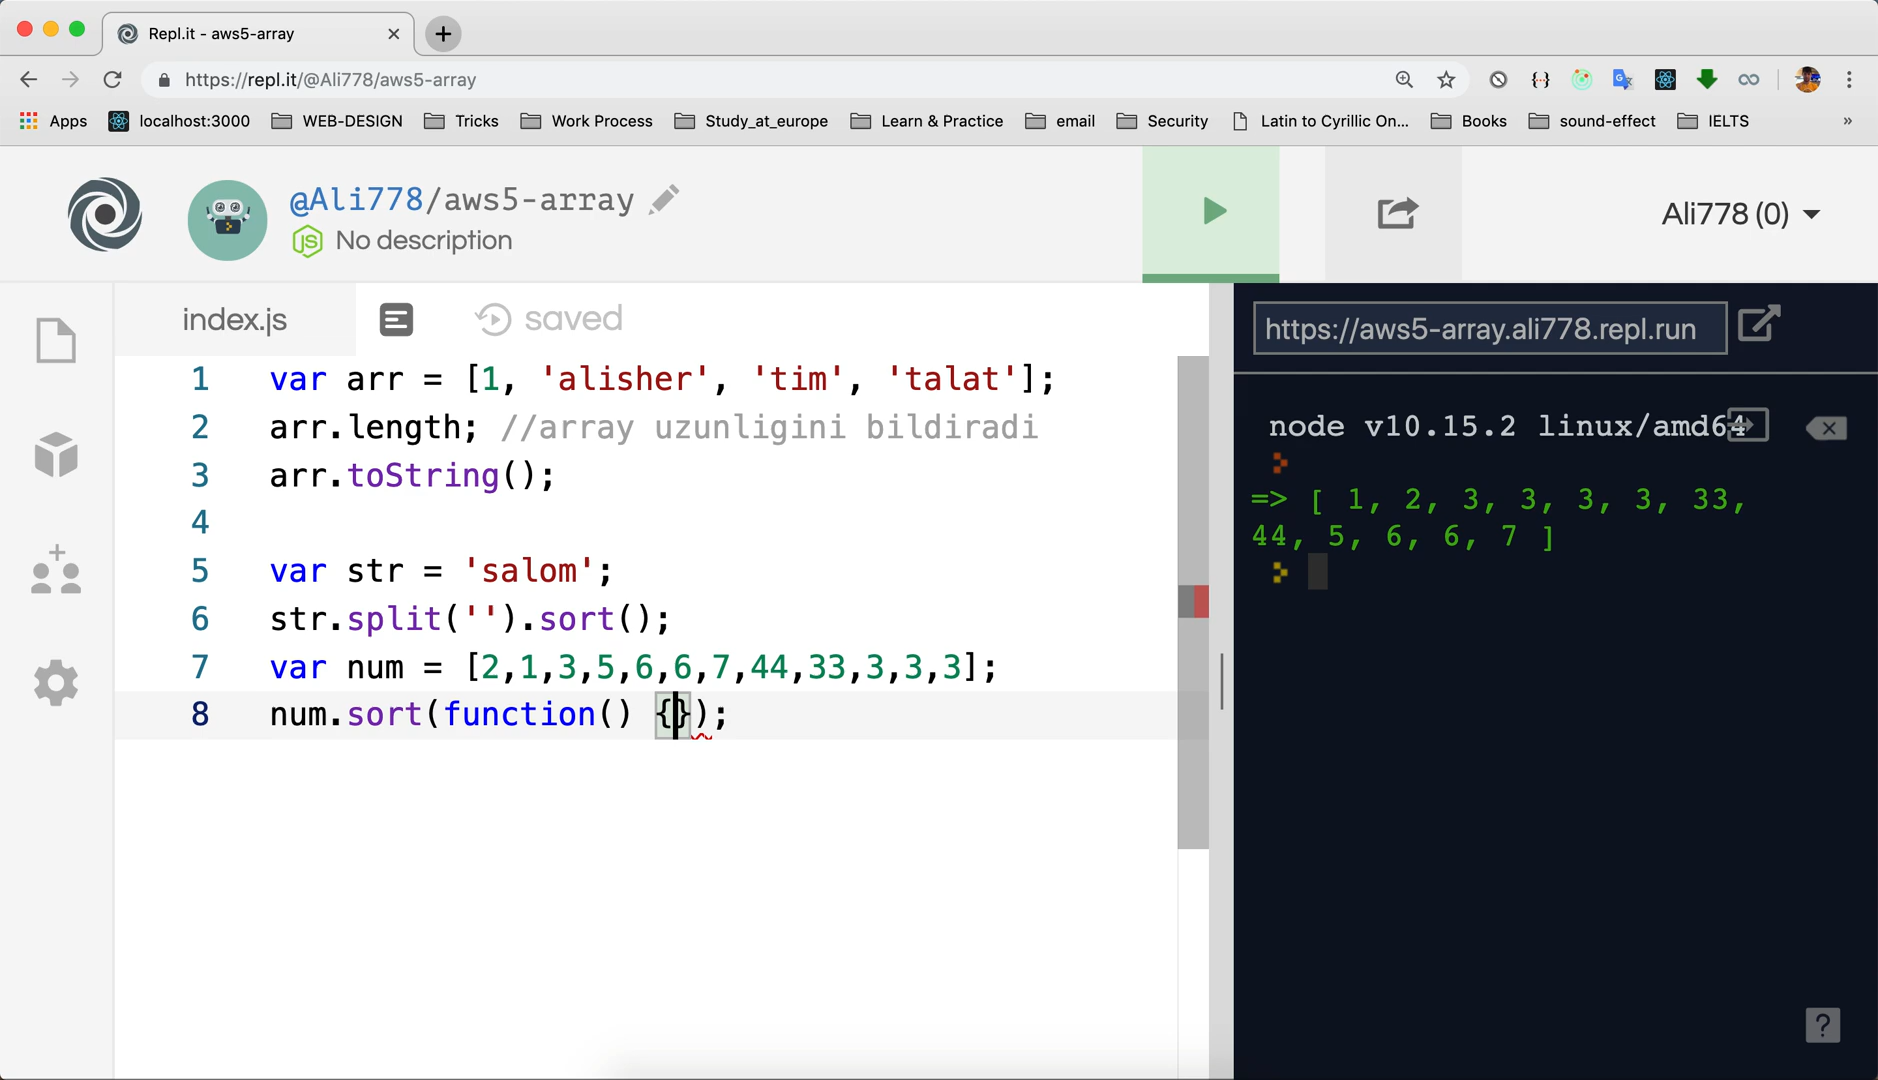 Repl.it - aws5-array
https://repl.it/@Ali778/aws5-array
Apps localhost:3000 WEB-DESIGN Tricks Work Process Study_at_europe Learn & Practice email Security Latin to Cyrillic On... Books sound-effect IELTS »
@Ali778/aws5-array
No description
Ali778 (0)
index.js saved
1 var arr = [1, 'alisher', 'tim', 'talat'];
2 arr.length; //array uzunligini bildiradi
3 arr.toString();
4
5 var str = 'salom';
6 str.split('').sort();
7 var num = [2,1,3,5,6,6,7,44,33,3,3,3];
8 num.sort(function() {});
https://aws5-array.ali778.repl.run
node v10.15.2 linux/amd64
=> [ 1, 2, 3, 3, 3, 3, 33,
44, 5, 6, 6, 7 ]
?